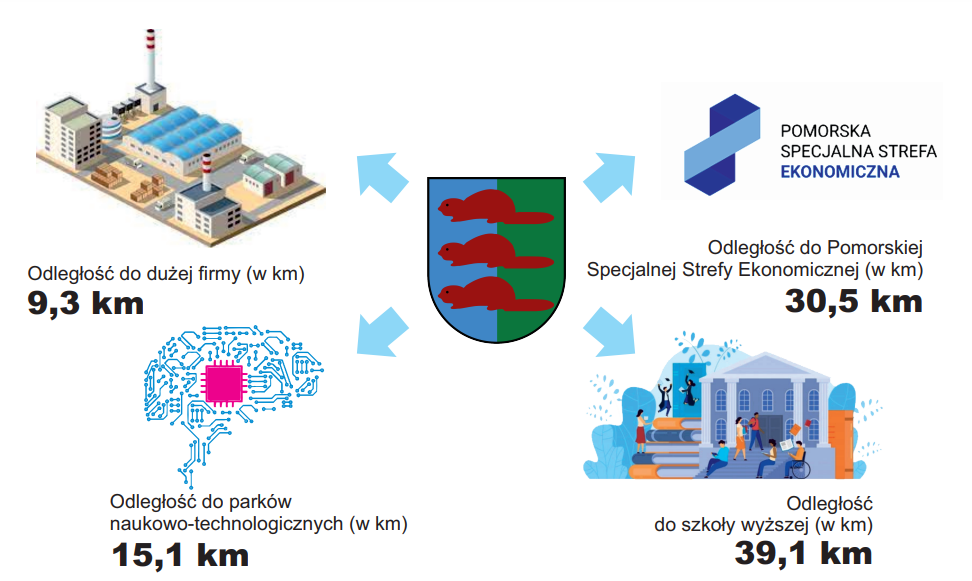 POMORSKA
SPECJALNA STREFA
EKONOMICZNA
Odległość do dużej firmy (w km)
9,3 km
Odległość do Pomorskiej
Specjalnej Strefy Ekonomicznej (w km)
30,5 km
Odległość do parków
naukowo-technologicznych (w km)
15,1 km
Odległość
do szkoły wyższej (w km)
39,1 km